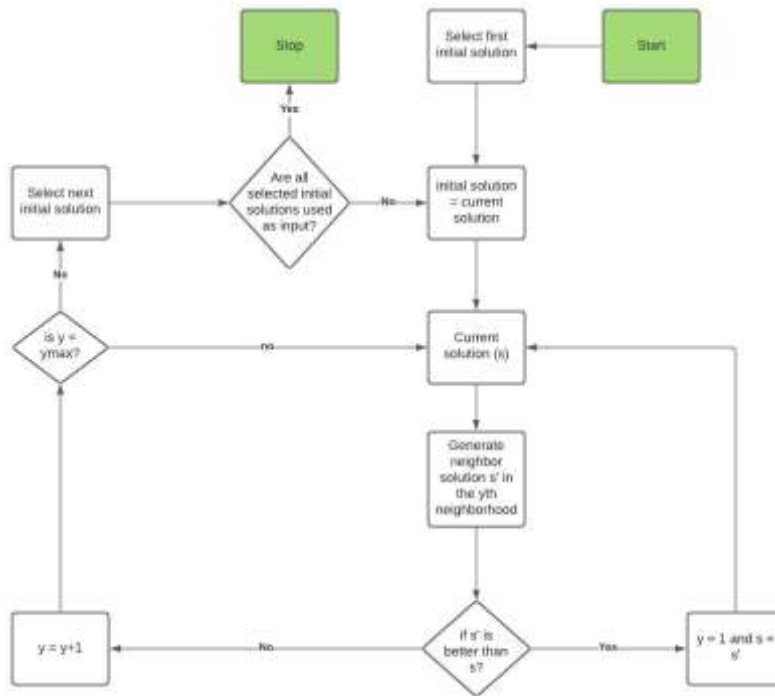 Stop
Select first
initial solution
Start
Yes
Select next
initial solution
Are all
selected initial
solutions used
as input?
No
initial solution
= current
solution
No
is y =
ymax?
no
Current
solution (s)
Generate
neighbor
solution s' in
the yth
neighborhood
y = y+1
No
if s' is
better than
s?
Yes
y = 1 and s =
s'